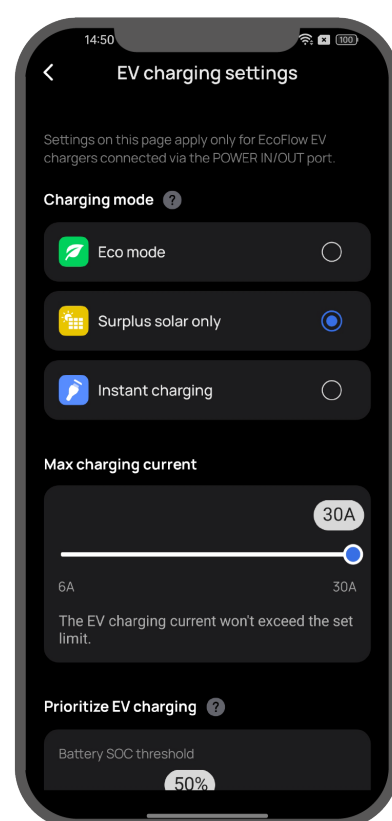 14:50
100
EV charging settings
Settings on this page apply only for EcoFlow EV
chargers connected via the POWER IN/OUT port.
Charging mode ?
Eco mode
Surplus solar only
Instant charging
Max charging current
30A
6A 30A
The EV charging current won't exceed the set
limit.
Prioritize EV charging ?
Battery SOC threshold
50%